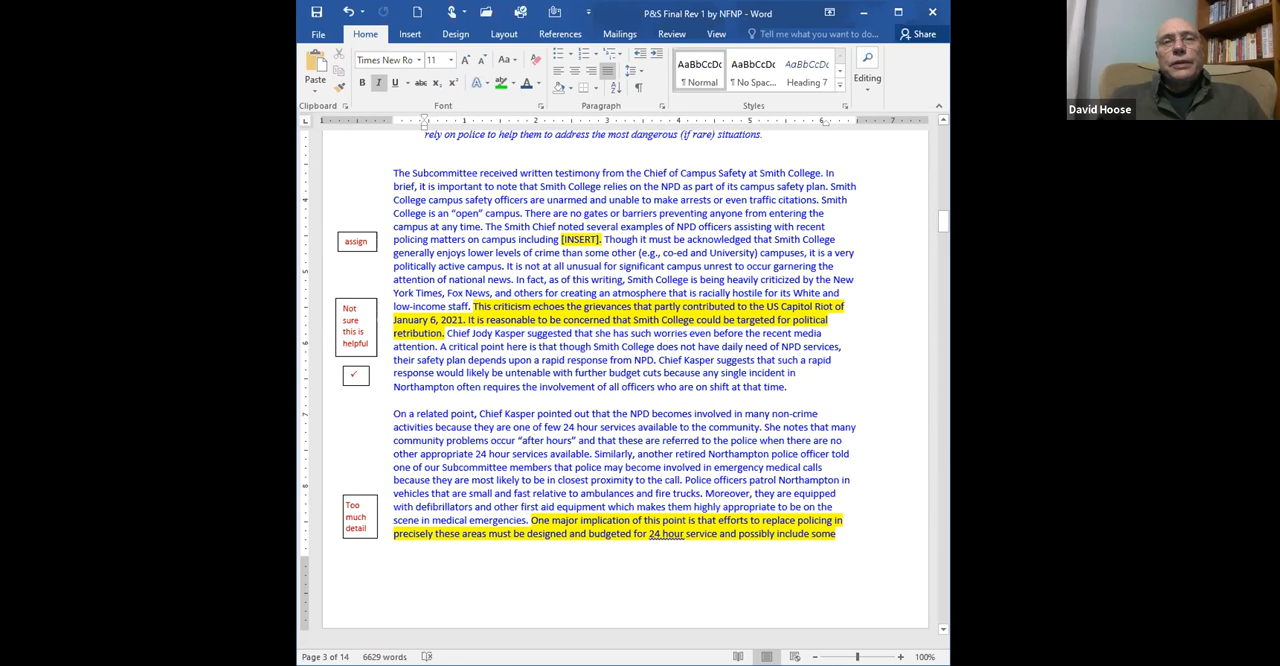 P&S Final Rev 1 by NFNP - Word
File Home Insert Design Layout References Mailings Review View Tell me what you want to do... Share
Paste
Times New Ro 11
AaBbCcDc AaBbCcDc AaBbCcDc
¶ Normal ¶ No Spac... Heading 7
Editing
Clipboard Font Paragraph Styles
David Hoose
rely on police to help them to address the most dangerous (if rare) situations.
The Subcommittee received written testimony from the Chief of Campus Safety at Smith College. In
brief, it is important to note that Smith College relies on the NPD as part of its campus safety plan. Smith
College campus safety officers are unarmed and unable to make arrests or even traffic citations. Smith
College is an “open” campus. There are no gates or barriers preventing anyone from entering the
campus at any time. The Smith Chief noted several examples of NPD officers assisting with recent
policing matters on campus including [INSERT]. Though it must be acknowledged that Smith College
generally enjoys lower levels of crime than some other (e.g., co-ed and University) campuses, it is a very
politically active campus. It is not at all unusual for significant campus unrest to occur garnering the
attention of national news. In fact, as of this writing, Smith College is being heavily criticized by the New
York Times, Fox News, and others for creating an atmosphere that is racially hostile for its White and
low-income staff. This criticism echoes the grievances that partly contributed to the US Capitol Riot of
January 6, 2021. It is reasonable to be concerned that Smith College could be targeted for political
retribution. Chief Jody Kasper suggested that she has such worries even before the recent media
attention. A critical point here is that though Smith College does not have daily need of NPD services,
their safety plan depends upon a rapid response from NPD. Chief Kasper suggests that such a rapid
response would likely be untenable with further budget cuts because any single incident in
Northampton often requires the involvement of all officers who are on shift at that time.
assign
Not
sure
this is
helpful
✓
On a related point, Chief Kasper pointed out that the NPD becomes involved in many non-crime
activities because they are one of few 24 hour services available to the community. She notes that many
community problems occur “after hours” and that these are referred to the police when there are no
other appropriate 24 hour services available. Similarly, another retired Northampton police officer told
one of our Subcommittee members that police may become involved in emergency medical calls
because they are most likely to be in closest proximity to the call. Police officers patrol Northampton in
vehicles that are small and fast relative to ambulances and fire trucks. Moreover, they are equipped
with defibrillators and other first aid equipment which makes them highly appropriate to be on the
scene in medical emergencies. One major implication of this point is that efforts to replace policing in
precisely these areas must be designed and budgeted for 24 hour service and possibly include some
Too
much
detail
Page 3 of 14 6629 words 100%